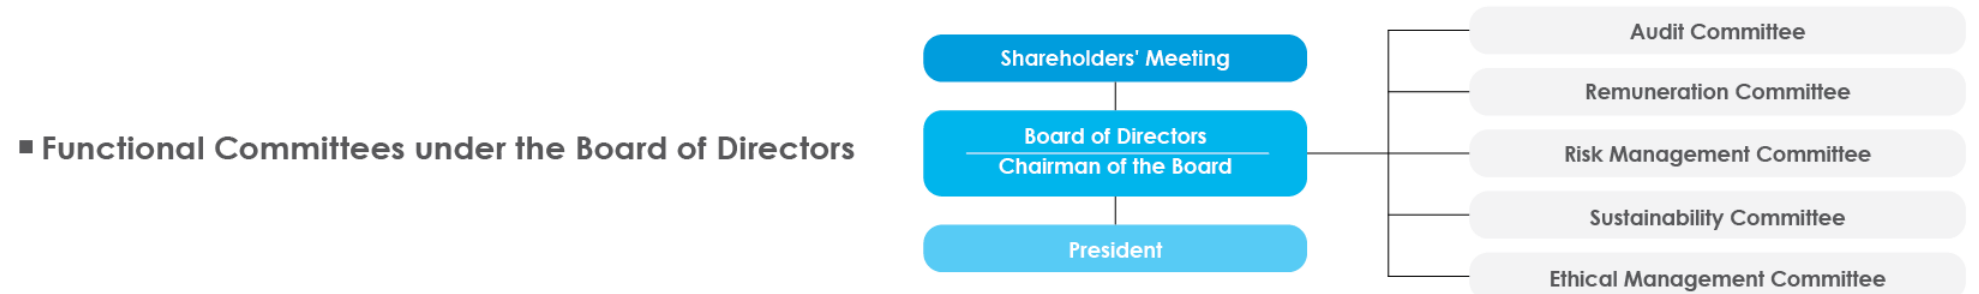 ▪ Functional Committees under the Board of Directors
Shareholders' Meeting
Board of Directors
Chairman of the Board
President
Audit Committee
Remuneration Committee
Risk Management Committee
Sustainability Committee
Ethical Management Committee